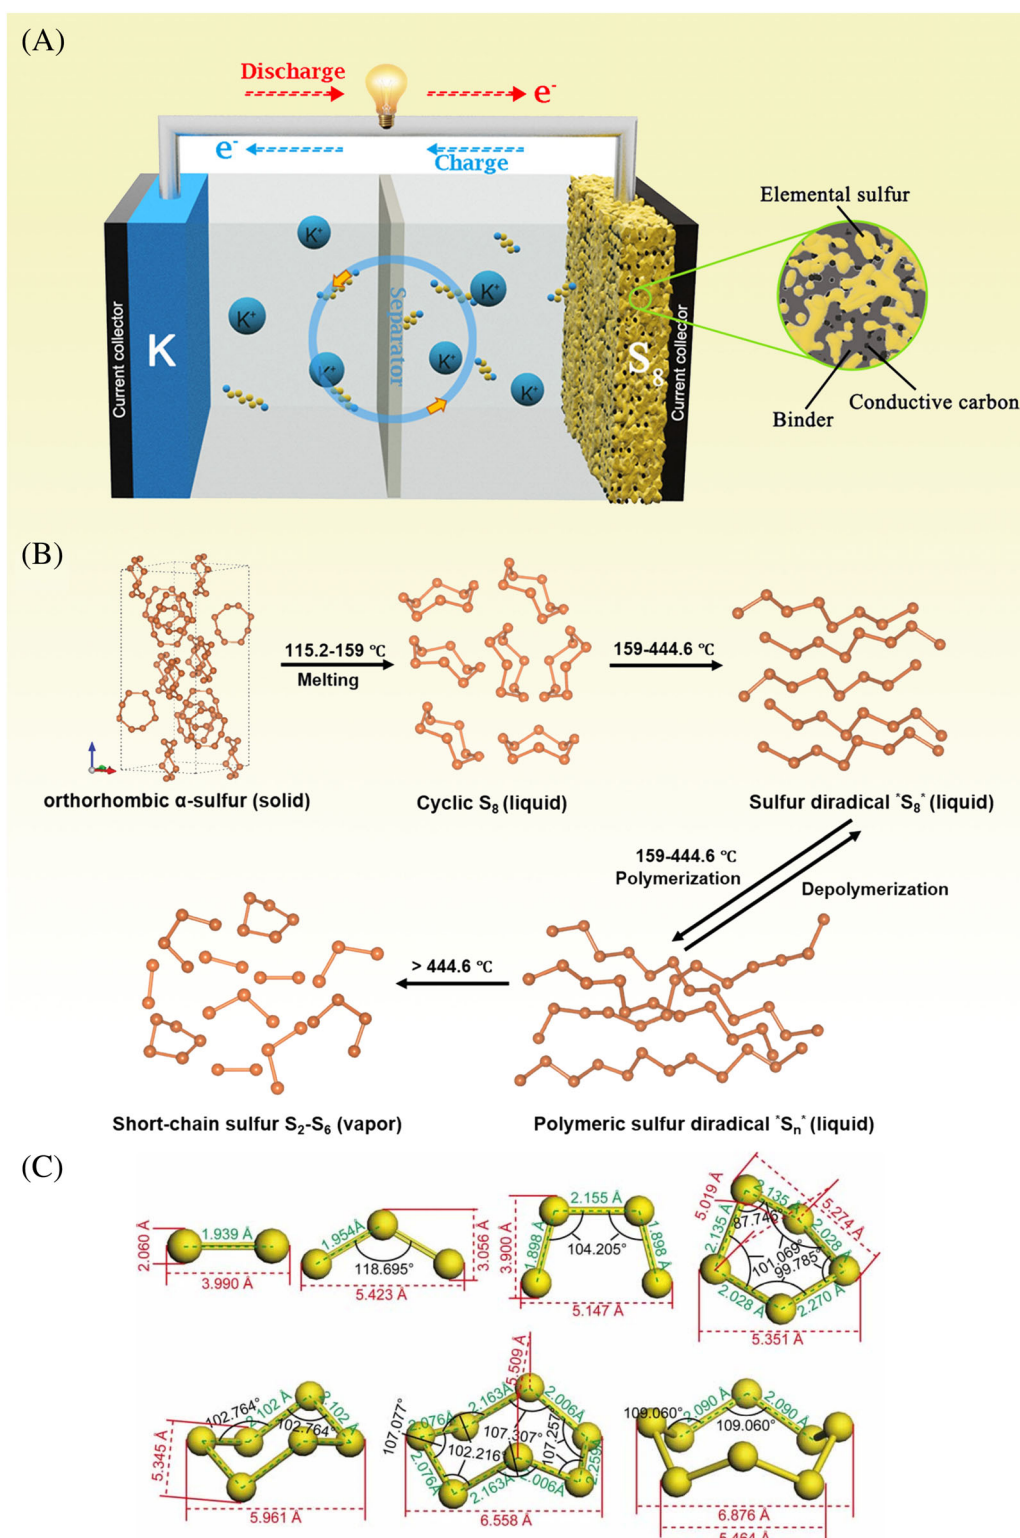 (A)
Discharge
e-
e-
Charge
Elemental sulfur
K+
K+
K+
K+
K+
K+
Separator
Current collector
K
S8
Current collector
Conductive carbon
Binder
(B)
115.2-159 ℃
Melting
159-444.6 ℃
orthorhombic α-sulfur (solid)
Cyclic S8 (liquid)
Sulfur diradical *S8* (liquid)
159-444.6 ℃
Polymerization
Depolymerization
> 444.6 ℃
Short-chain sulfur S2-S6 (vapor)
Polymeric sulfur diradical *Sn* (liquid)
(C)
2.060 Å
1.939 Å
3.990 Å
1.954Å
118.695°
3.056 Å
5.423 Å
3.900 Å
2.155 Å
1.898 Å
104.205°
1.898 Å
5.147 Å
5.019 Å
2.135 Å
5.274 Å
2.135 Å
87.746°
2.028 Å
101.069°
99.785°
2.028 Å
2.270 Å
5.351 Å
5.345 Å
102.764°
2.102 Å
2.102 Å
102.764°
5.961 Å
5.509 Å
107.077°
2.076Å
2.163Å
2.006Å
107.307°
102.216°
107.257°
2.076Å
2.163Å
2.006Å
2.259Å
6.558 Å
109.060°
2.090 Å
2.090 Å
109.060°
6.876 Å
5.464 Å